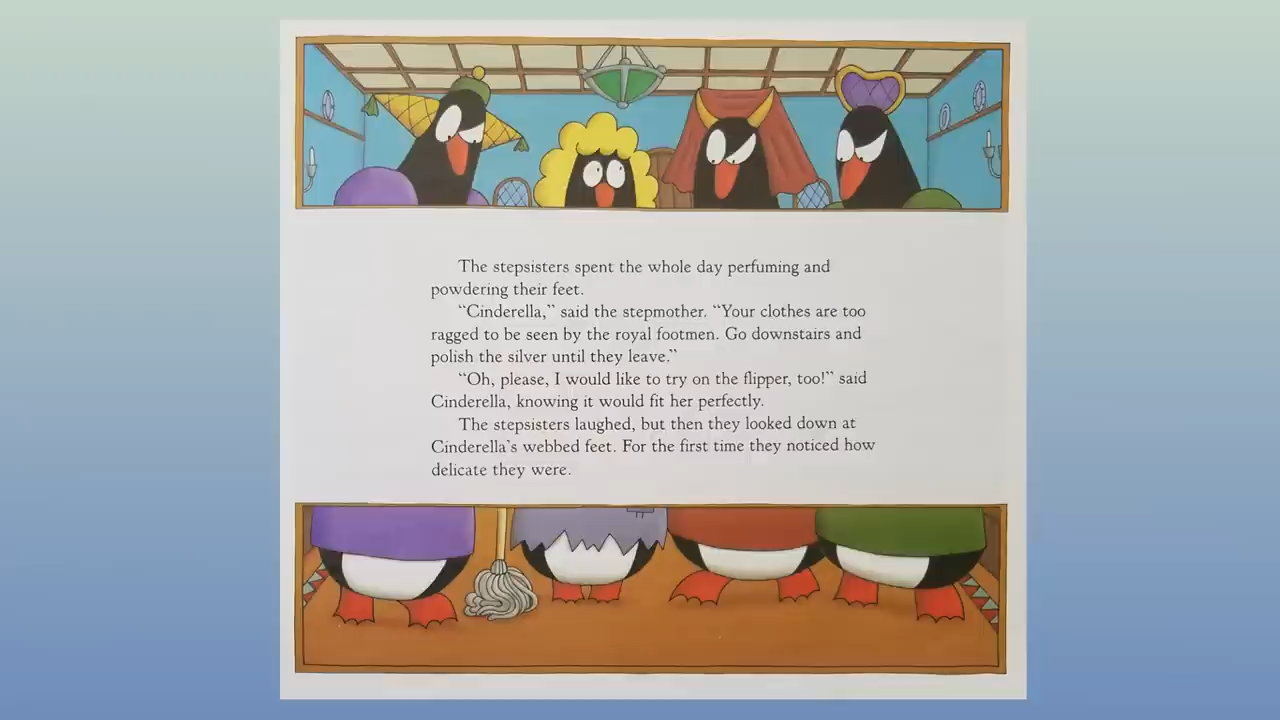 The stepsisters spent the whole day perfuming and
powdering their feet.
“Cinderella,” said the stepmother. “Your clothes are too
ragged to be seen by the royal footmen. Go downstairs and
polish the silver until they leave.”
“Oh, please, I would like to try on the flipper, too!” said
Cinderella, knowing it would fit her perfectly.
The stepsisters laughed, but then they looked down at
Cinderella’s webbed feet. For the first time they noticed how
delicate they were.